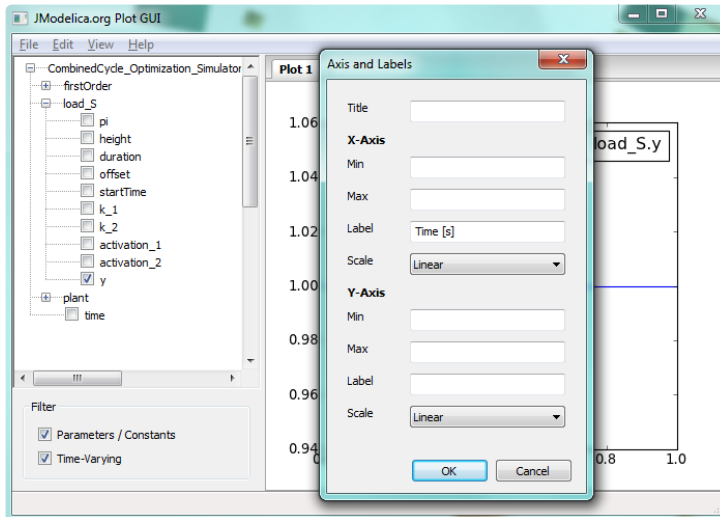 JModelica.org Plot GUI
File Edit View Help
CombinedCycle_Optimization_Simulator
firstOrder
load_S
pi
height
duration
offset
startTime
k_1
k_2
activation_1
activation_2
y
plant
time
Filter
Parameters / Constants
Time-Varying
Plot 1
1.06
1.04
1.02
1.00
0.98
0.96
0.94
0.8 1.0
load_S.y
Axis and Labels
Title
X-Axis
Min
Max
Label Time [s]
Scale Linear
Y-Axis
Min
Max
Label
Scale Linear
OK Cancel